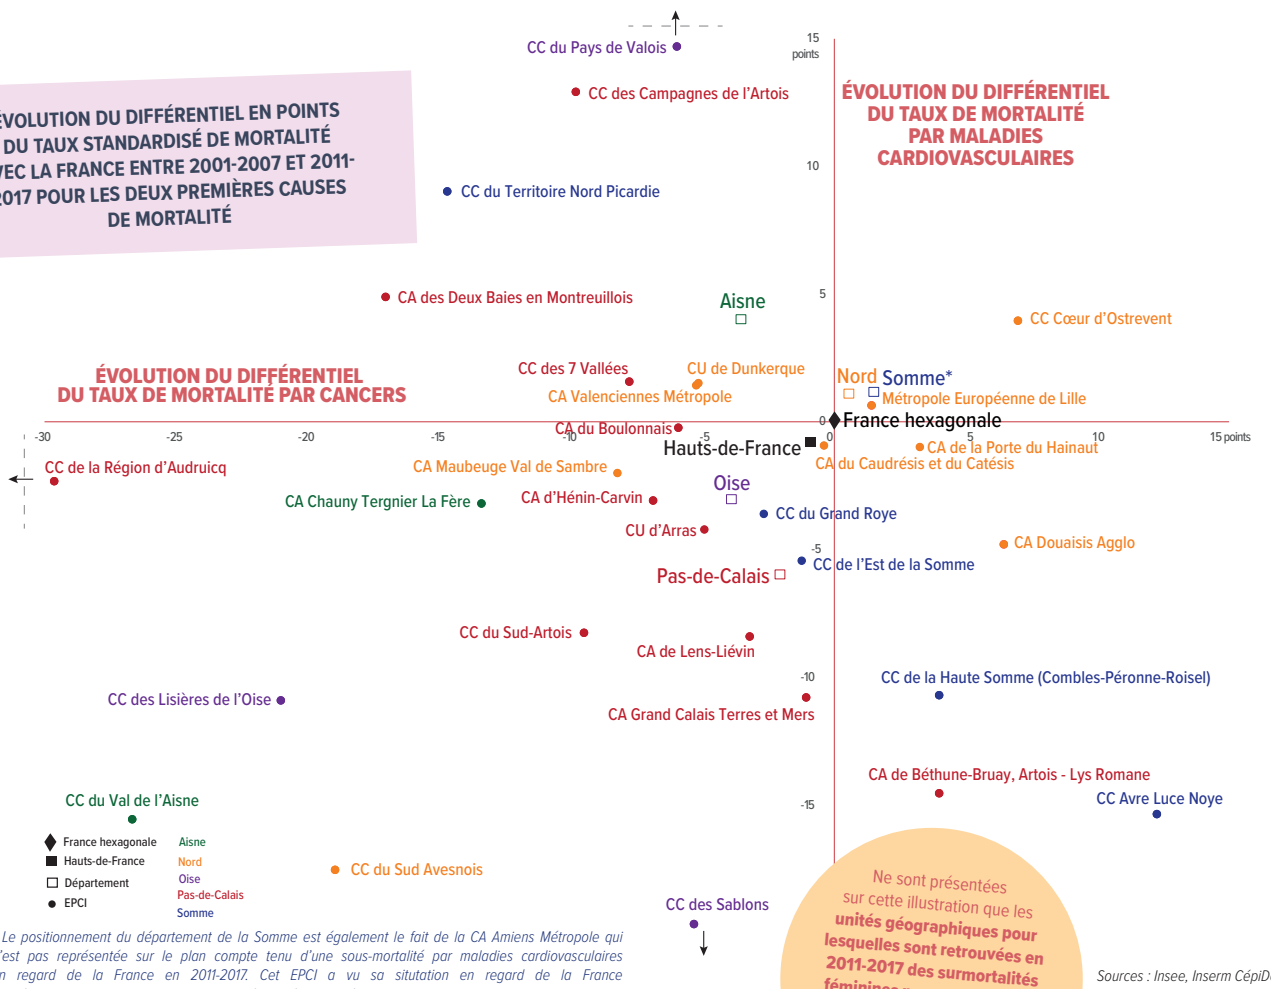 CC du Pays de Valois
15
points
CC des Campagnes de l'Artois
ÉVOLUTION DU DIFFÉRENTIEL
DU TAUX DE MORTALITÉ
PAR MALADIES
CARDIOVASCULAIRES
ÉVOLUTION DU DIFFÉRENTIEL EN POINTS
DU TAUX STANDARDISÉ DE MORTALITÉ
AVEC LA FRANCE ENTRE 2001-2007 ET 2011-
2017 POUR LES DEUX PREMIÈRES CAUSES
DE MORTALITÉ
10
CC du Territoire Nord Picardie
CA des Deux Baies en Montreuillois
Aisne
5
CC Cœur d'Ostrevent
ÉVOLUTION DU DIFFÉRENTIEL
DU TAUX DE MORTALITÉ PAR CANCERS
CC des 7 Vallées
CU de Dunkerque
CA Valenciennes Métropole
Nord
Somme*
Métropole Européenne de Lille
0
France hexagonale
CA du Boulonnais
-30
-25
-20
-15
-10
-5
0
5
10
15 points
Hauts-de-France
CA de la Porte du Hainaut
CA du Caudrésis et du Catésis
CC de la Région d'Audruicq
CA Maubeuge Val de Sambre
CA Chauny Tergnier La Fère
CA d'Hénin-Carvin
Oise
CC du Grand Roye
CU d'Arras
CA Douaisis Agglo
-5
CC de l'Est de la Somme
Pas-de-Calais
CC du Sud-Artois
CA de Lens-Liévin
-10
CC de la Haute Somme (Combles-Péronne-Roisel)
CC des Lisières de l'Oise
CA Grand Calais Terres et Mers
CA de Béthune-Bruay, Artois - Lys Romane
CC du Val de l'Aisne
-15
CC Avre Luce Noye
France hexagonale
Hauts-de-France
Département
EPCI
Aisne
Nord
Oise
Pas-de-Calais
Somme
CC du Sud Avesnois
CC des Sablons
Ne sont présentées
sur cette illustration que les
unités géographiques pour
lesquelles sont retrouvées en
2011-2017 des surmortalités
féminines
Le positionnement du département de la Somme est également le fait de la CA Amiens Métropole qui
n'est pas représentée sur le plan compte tenu d'une sous-mortalité par maladies cardiovasculaires
en regard de la France en 2011-2017. Cet EPCI a vu sa situtation en regard de la France
Sources : Insee, Inserm CépiDc